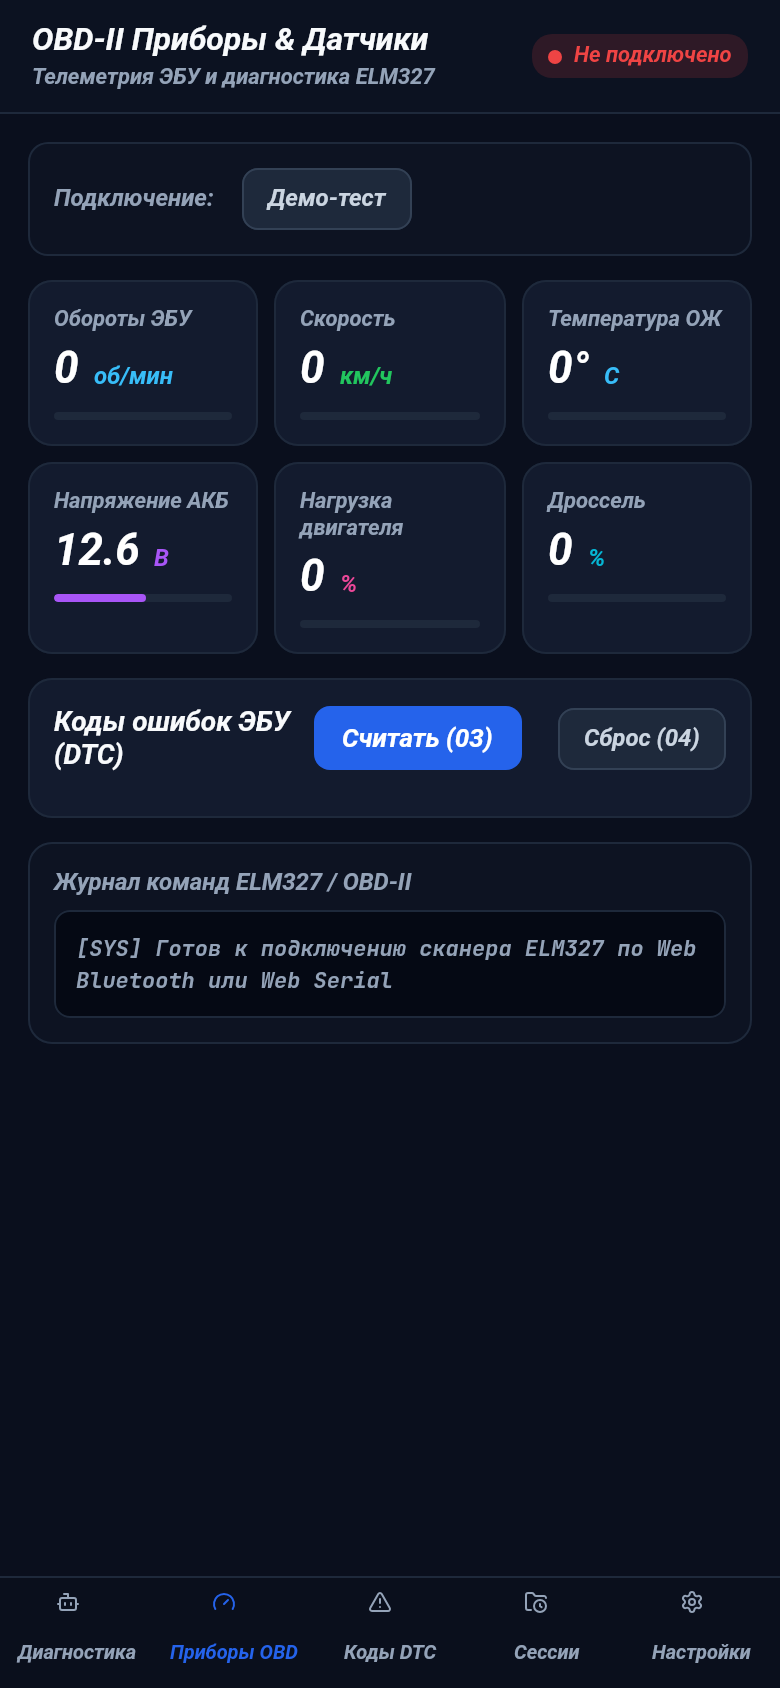 OBD-II Приборы & Датчики
Телеметрия ЭБУ и диагностика ELM327
Не подключено
Подключение:
Демо-тест
Обороты ЭБУ
0 об/мин
Скорость
0 км/ч
Температура ОЖ
0° C
Напряжение АКБ
12.6 В
Нагрузка
двигателя
0 %
Дроссель
0 %
Коды ошибок ЭБУ
(DTC)
Считать (03)
Сброс (04)
Журнал команд ELM327 / OBD-II
[SYS] Готов к подключению сканера ELM327 по Web
Bluetooth или Web Serial
Диагностика
Приборы OBD
Коды DTC
Сессии
Настройки